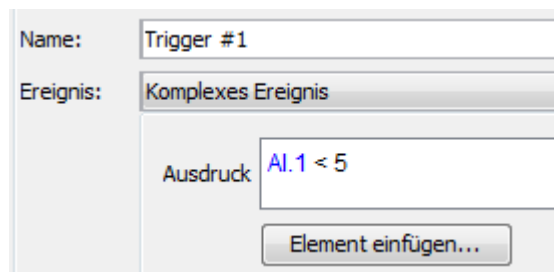 Name: Trigger #1
Ereignis: Komplexes Ereignis
Ausdruck AI.1 < 5
Element einfügen...